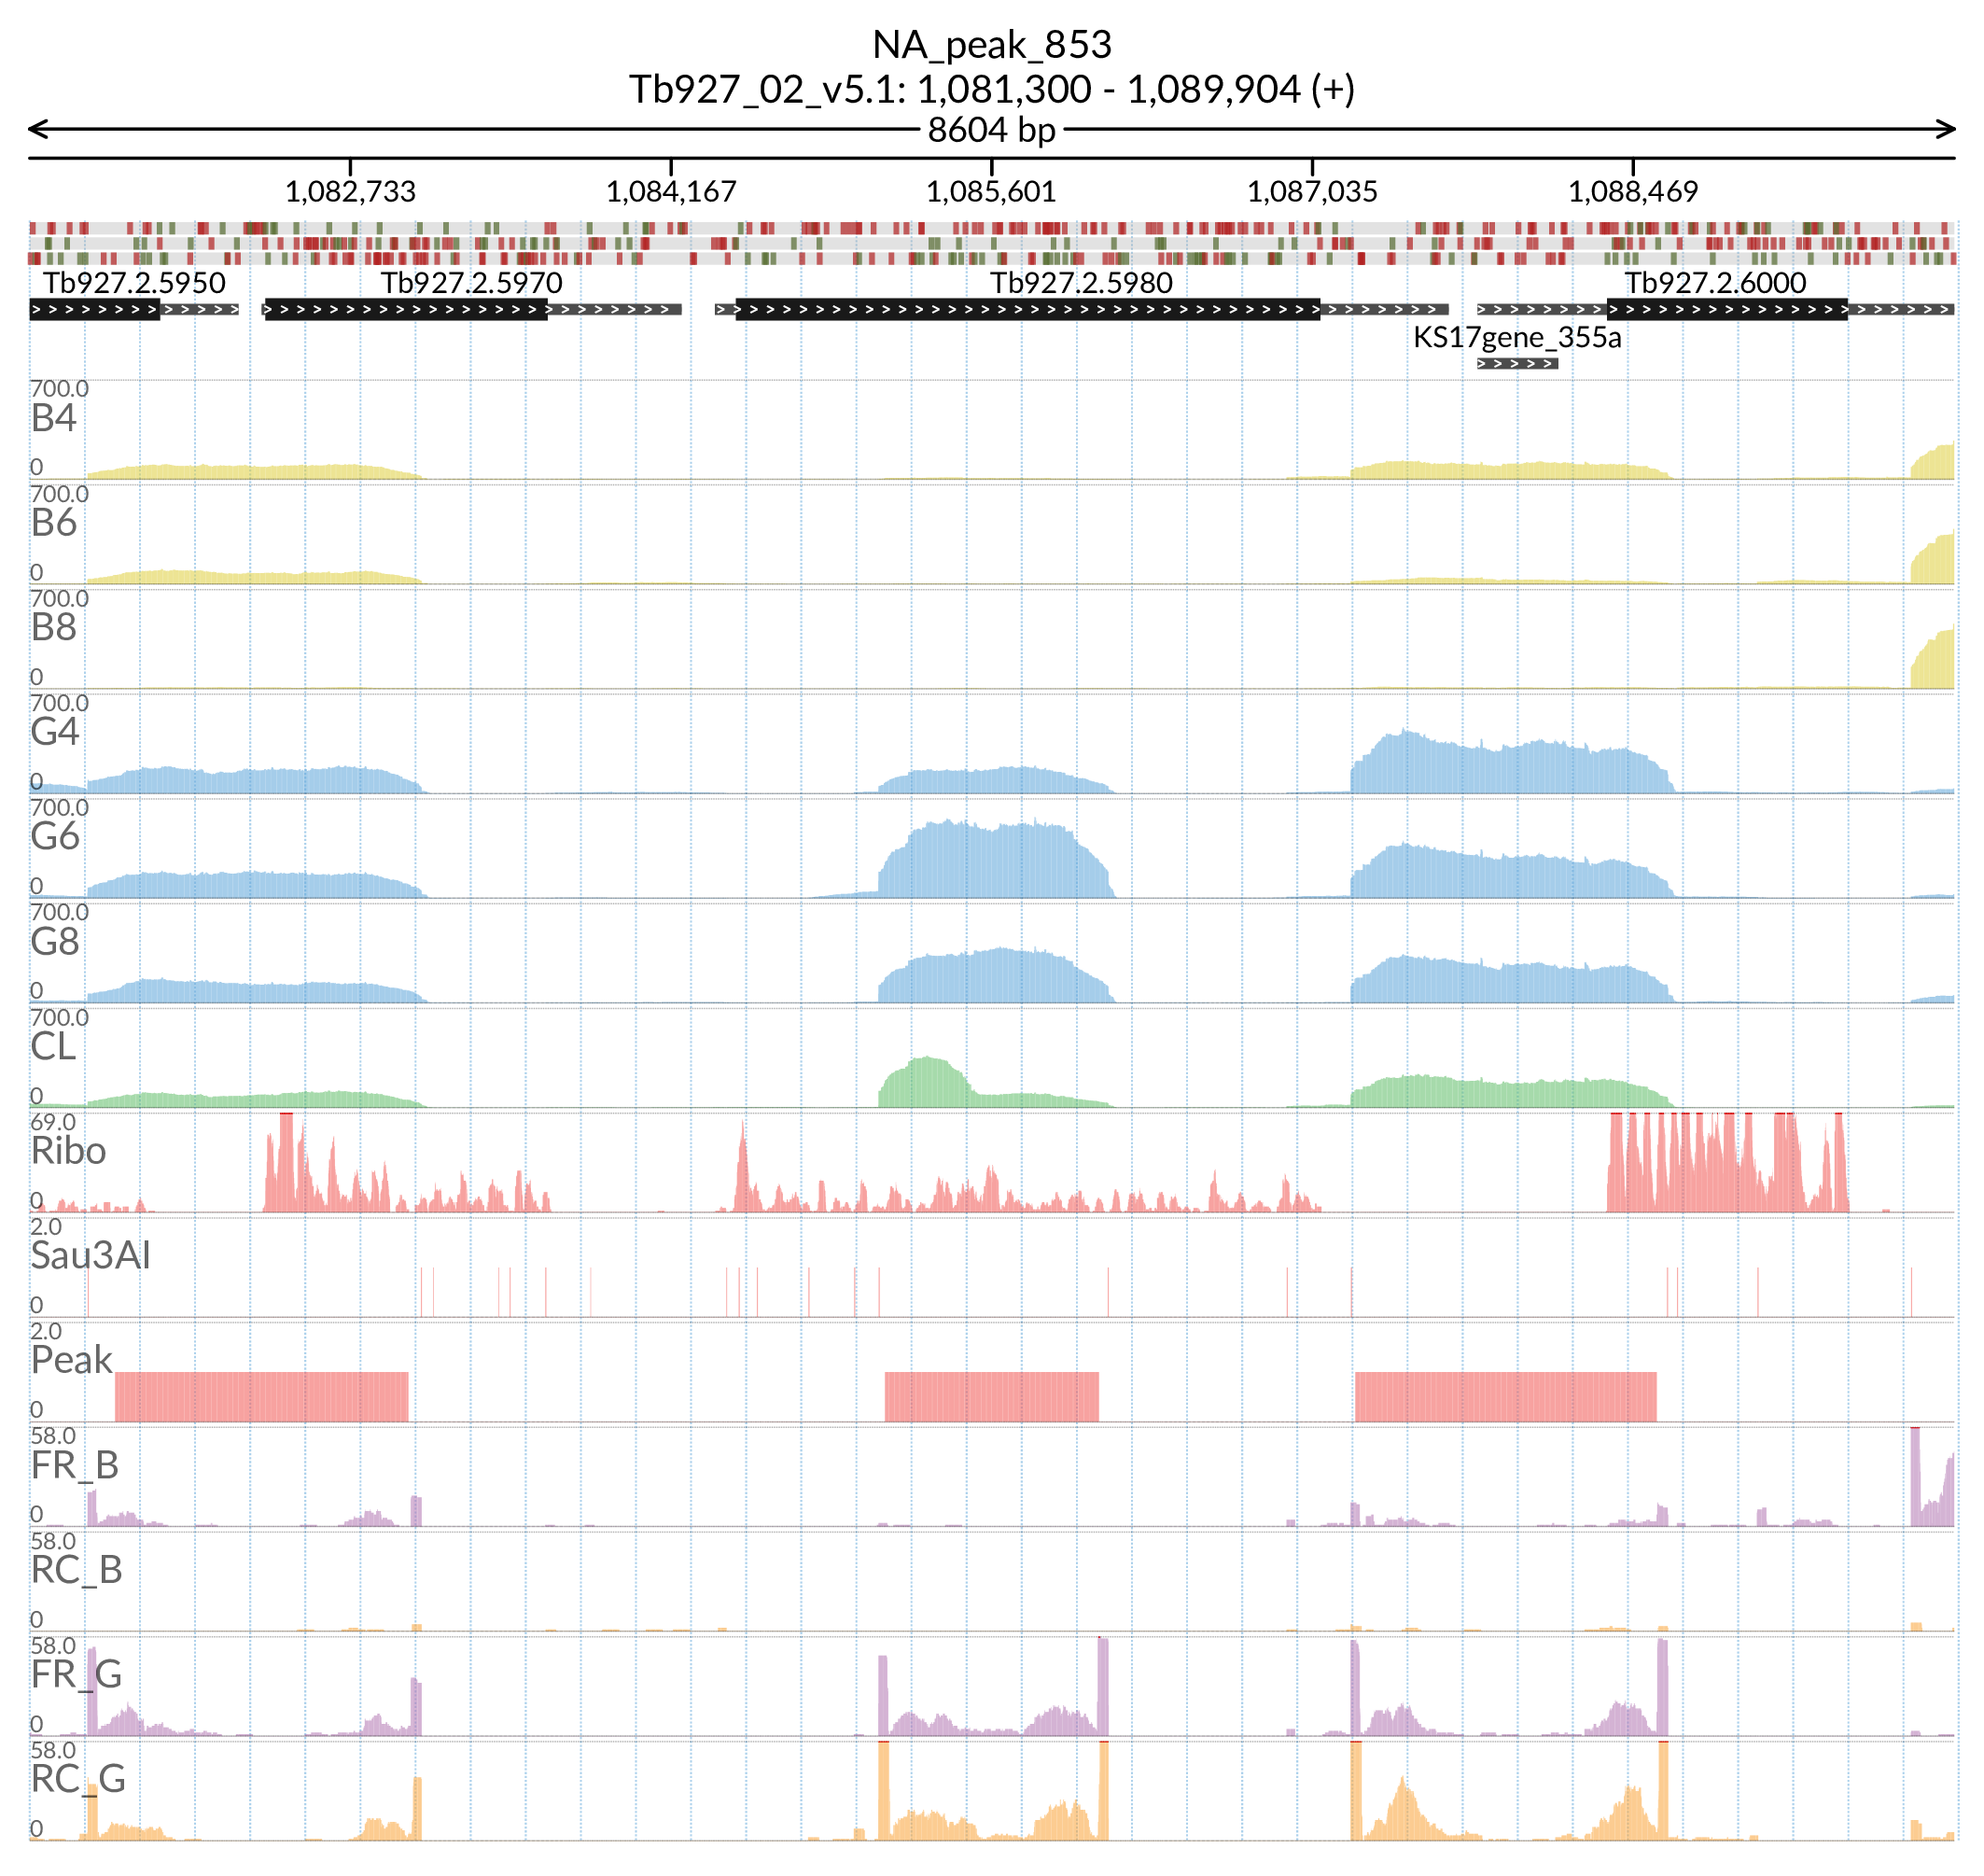 NA_peak_853
Tb927_02_v5.1: 1,081,300 - 1,089,904 (+)
8604 bp
1,082,733 1,084,167 1,085,601 1,087,035 1,088,469
Tb927.2.5950 Tb927.2.5970 Tb927.2.5980 Tb927.2.6000
KS17gene_355a
700.0
B4
0
700.0
B6
0
700.0
B8
0
700.0
G4
0
700.0
G6
0
700.0
G8
0
700.0
CL
0
69.0
Ribo
0
2.0
Sau3AI
0
2.0
Peak
0
58.0
FR_B
0
58.0
RC_B
0
58.0
FR_G
0
58.0
RC_G
0